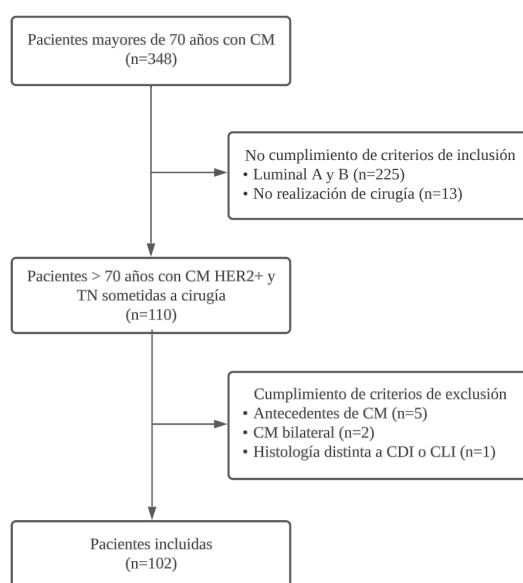 Pacientes mayores de 70 años con CM
(n=348)
No cumplimiento de criterios de inclusión
• Luminal A y B (n=225)
• No realización de cirugía (n=13)
Pacientes > 70 años con CM HER2+ y
TN sometidas a cirugía
(n=110)
Cumplimiento de criterios de exclusión
• Antecedentes de CM (n=5)
• CM bilateral (n=2)
• Histología distinta a CDI o CLI (n=1)
Pacientes incluidas
(n=102)